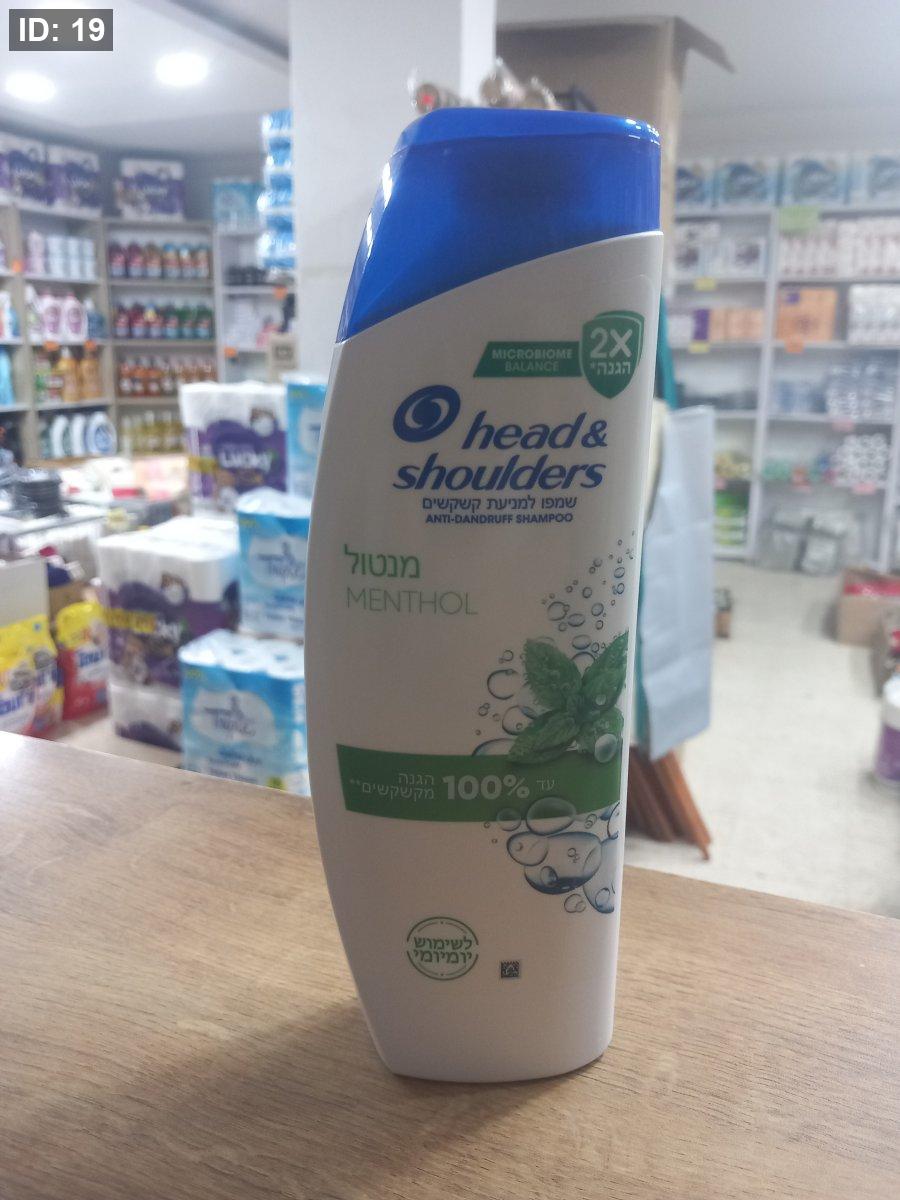 ID: 19
2X
MICROBIOME
BALANCE
הגנה*
head &
shoulders
שמפו למניעת קשקשים
ANTI-DANDRUFF SHAMPOO
מנטול
MENTHOL
עד 100% הגנה
מקשקשים**
לשימוש
יומיומי
Lucky